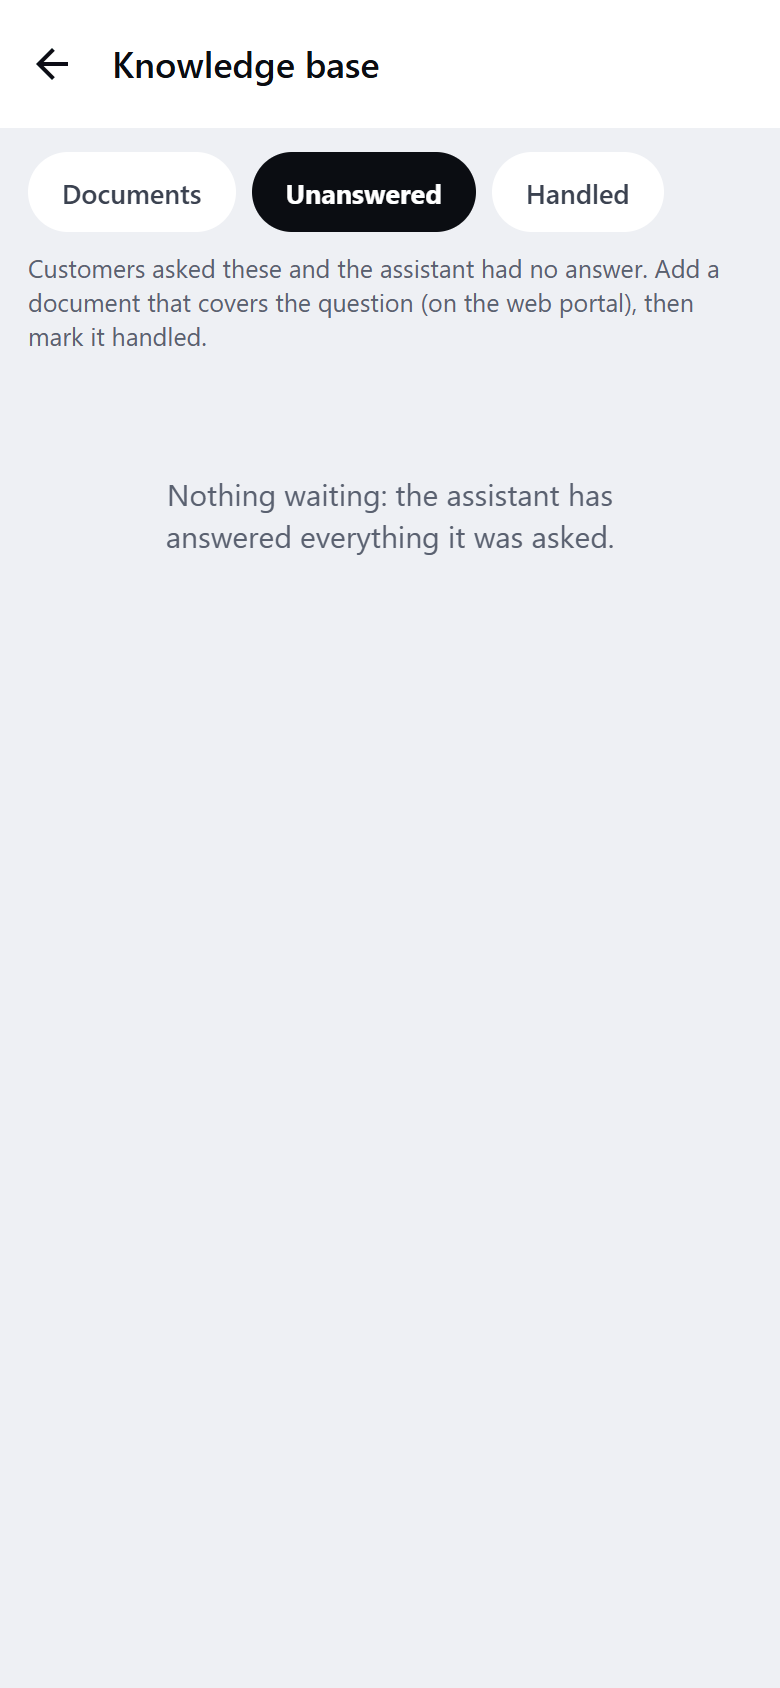 Knowledge base
Documents
Unanswered
Handled
Customers asked these and the assistant had no answer. Add a
document that covers the question (on the web portal), then
mark it handled.
Nothing waiting: the assistant has
answered everything it was asked.